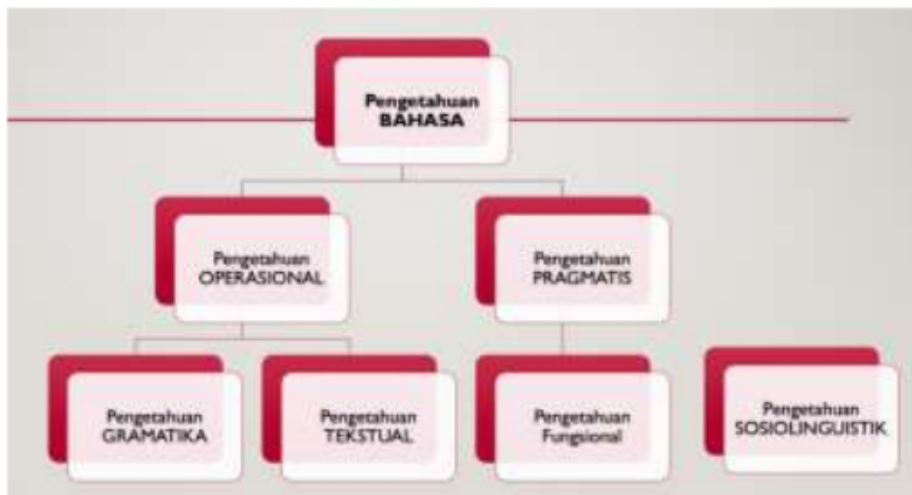 Pengetahuan
BAHASA
Pengetahuan
OPERASIONAL
Pengetahuan
PRAGMATIS
Pengetahuan
GRAMATIKA
Pengetahuan
TEKSTUAL
Pengetahuan
Fungsional
Pengetahuan
SOSIOLINGUISTIK